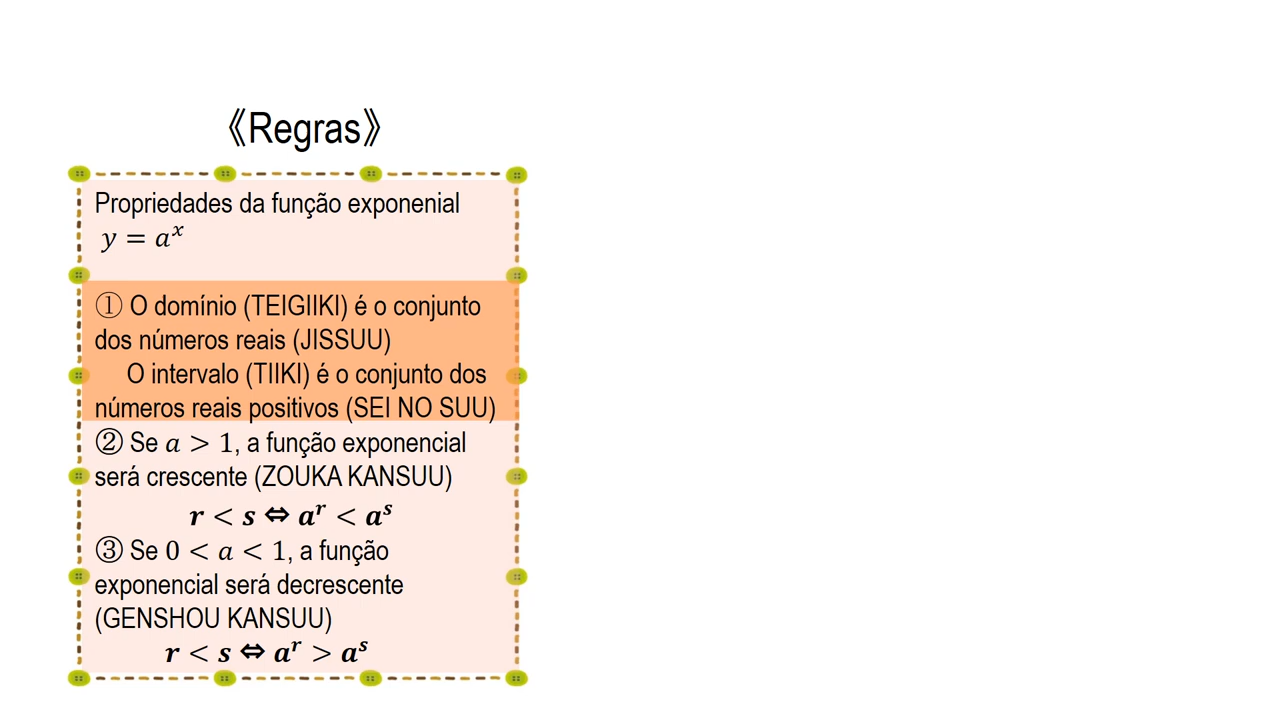 《Regras》
Propriedades da função exponenial
y = a^x
① O domínio (TEIGIIKI) é o conjunto
dos números reais (JISSUU)
O intervalo (TIIKI) é o conjunto dos
números reais positivos (SEI NO SUU)
② Se a > 1, a função exponencial
será crescente (ZOUKA KANSUU)
r < s ⇔ a^r < a^s
③ Se 0 < a < 1, a função
exponencial será decrescente
(GENSHOU KANSUU)
r < s ⇔ a^r > a^s